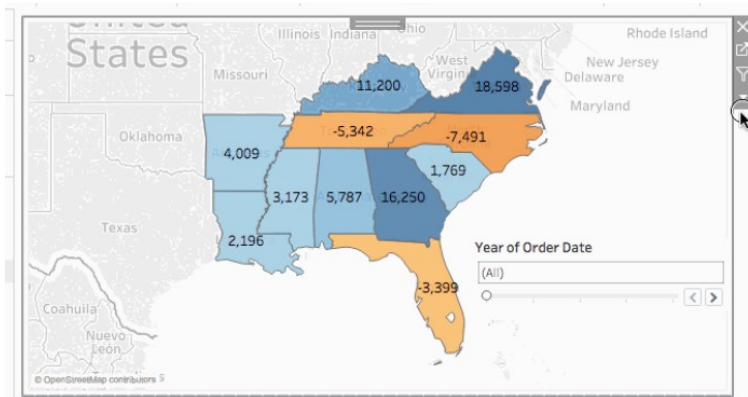 United
States
Illinois Indiana Ohio
Rhode Island
West
Virginia
New Jersey
Delaware
Maryland
Missouri
11,200
18,598
Oklahoma
-5,342
-7,491
4,009
1,769
3,173
5,787
16,250
Texas
2,196
Year of Order Date
(All)
-3,399
Coahuila
Nuevo
León
© OpenStreetMap contributors